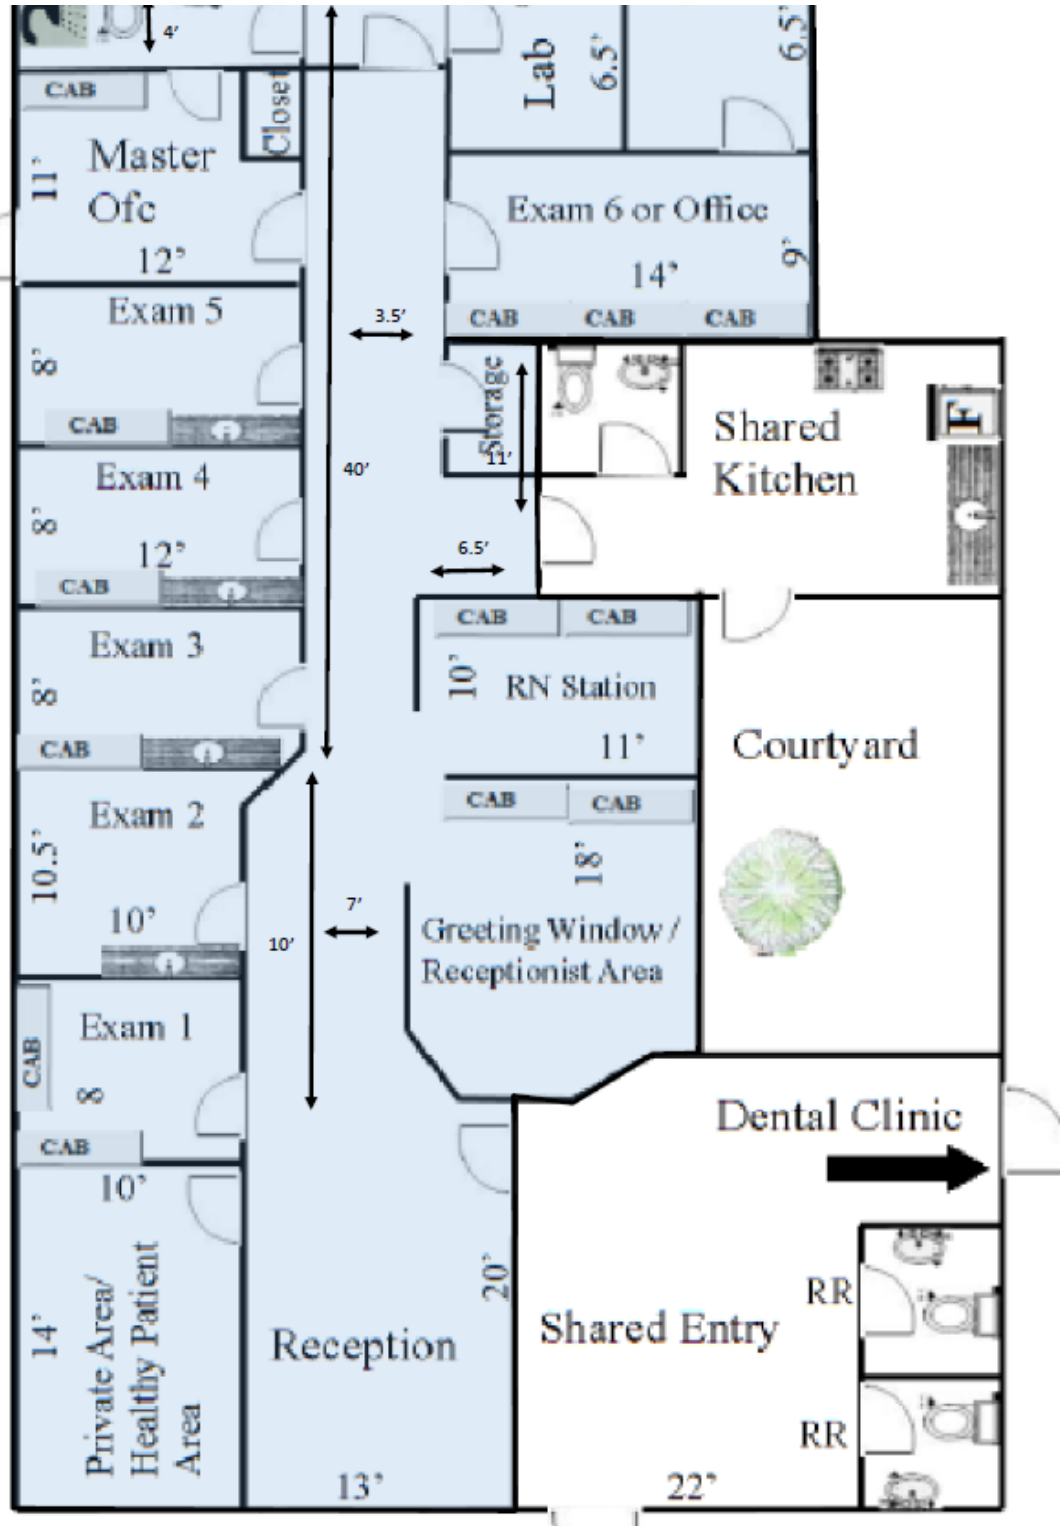 4'
CAB
Closet
Lab
6.5'
6.5'
Master
Ofc
11'
12'
Exam 6 or Office
14'
9'
CAB
CAB
CAB
Exam 5
8'
CAB
3.5'
Storage
11'
Shared
Kitchen
F
Exam 4
8'
12'
CAB
40'
6.5'
CAB
CAB
10'
RN Station
11'
Exam 3
8'
CAB
Courtyard
Exam 2
10.5'
10'
CAB
CAB
18'
7'
10'
Greeting Window /
Receptionist Area
Exam 1
CAB
8
CAB
10'
Dental Clinic
14'
Private Area/
Healthy Patient
Area
Reception
20'
13'
Shared Entry
22'
RR
RR